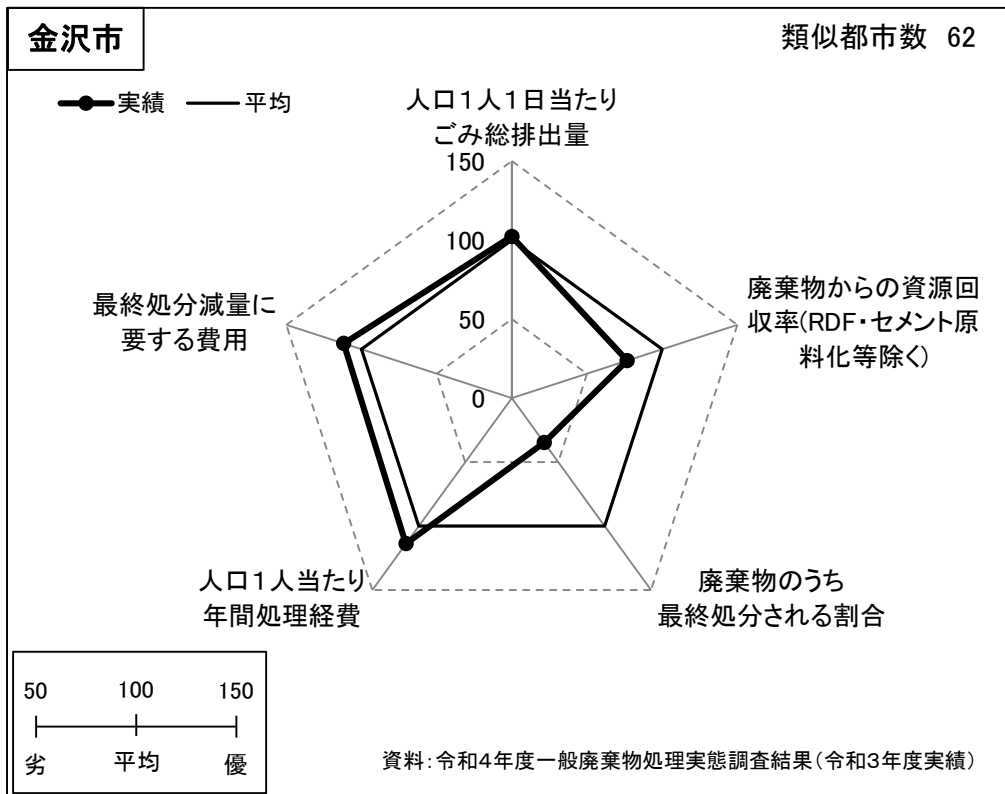 金沢市
類似都市数 62
実績
平均
人口１人１日当たり
ごみ総排出量
150
100
50
0
廃棄物からの資源回
収率(RDF・セメント原
料化等除く)
最終処分減量に
要する費用
人口１人当たり
年間処理経費
廃棄物のうち
最終処分される割合
50 100 150
劣 平均 優
資料：令和4年度一般廃棄物処理実態調査結果(令和3年度実績)